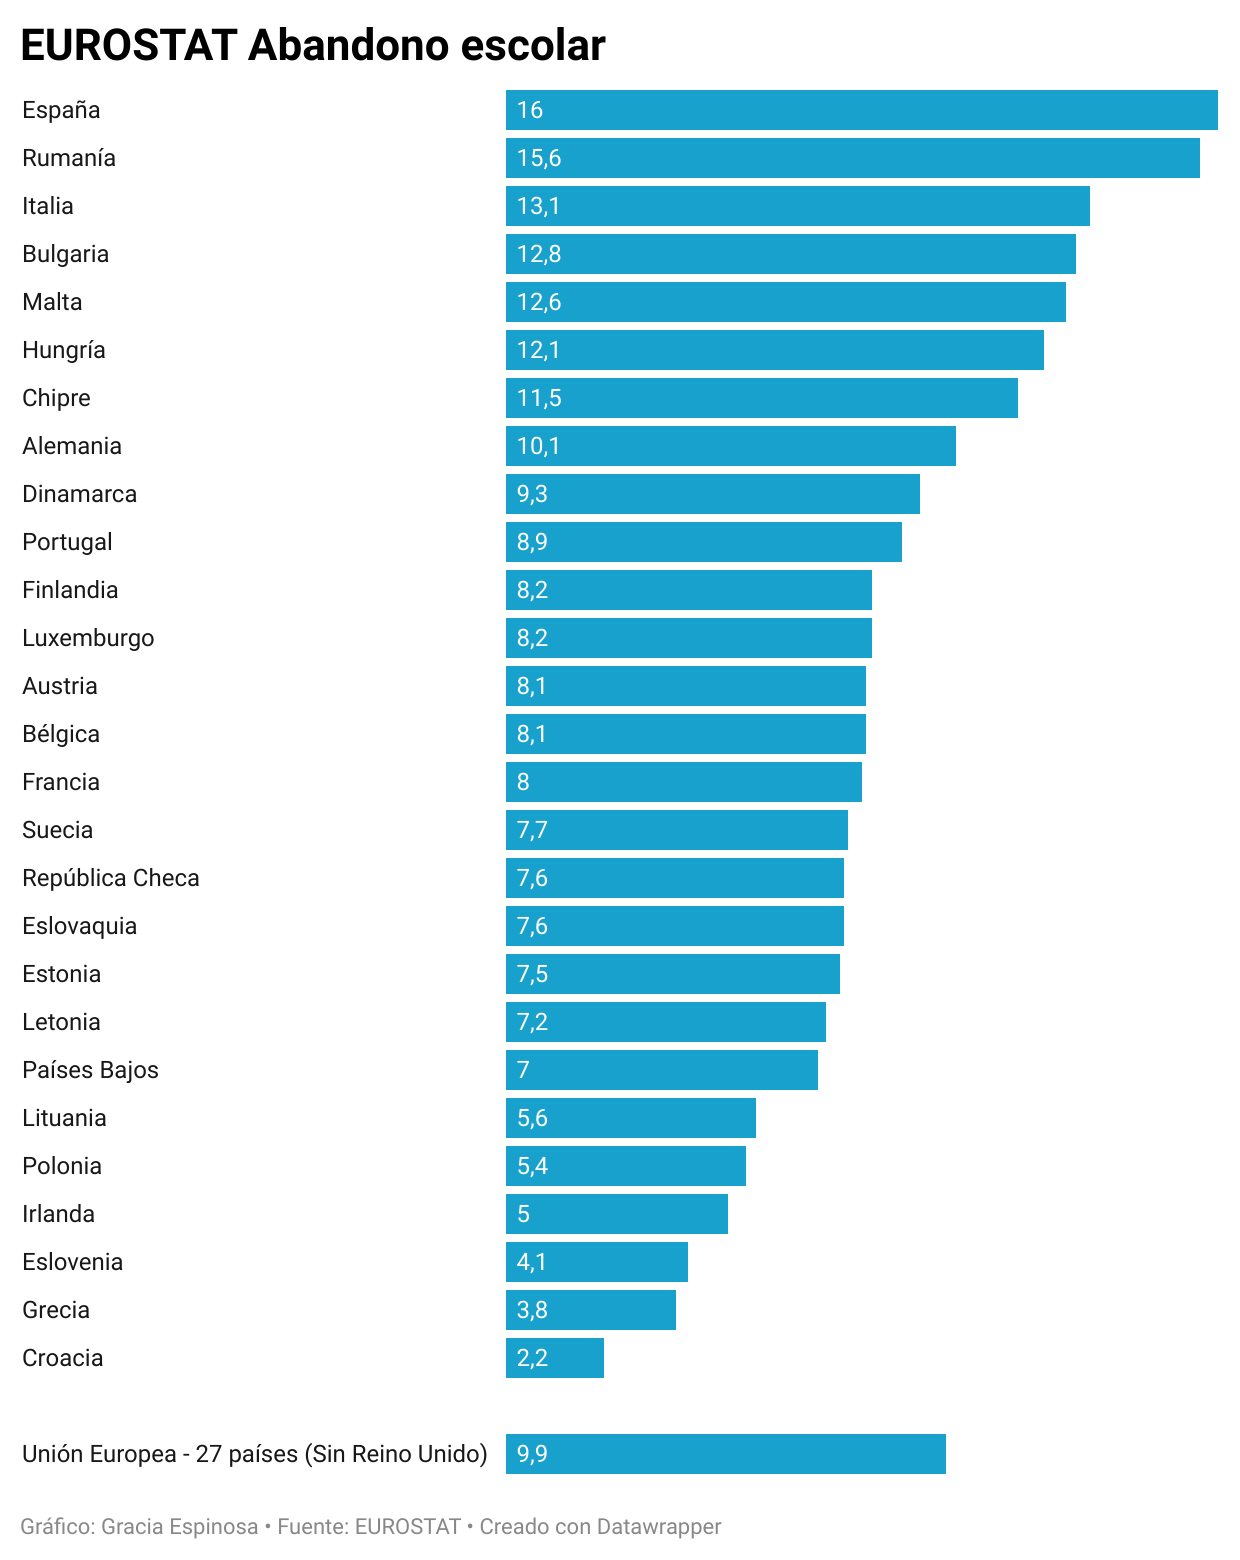 EUROSTAT Abandono escolar
España 16
Rumanía 15,6
Italia 13,1
Bulgaria 12,8
Malta 12,6
Hungría 12,1
Chipre 11,5
Alemania 10,1
Dinamarca 9,3
Portugal 8,9
Finlandia 8,2
Luxemburgo 8,2
Austria 8,1
Bélgica 8,1
Francia 8
Suecia 7,7
República Checa 7,6
Eslovaquia 7,6
Estonia 7,5
Letonia 7,2
Países Bajos 7
Lituania 5,6
Polonia 5,4
Irlanda 5
Eslovenia 4,1
Grecia 3,8
Croacia 2,2
Unión Europea - 27 países (Sin Reino Unido) 9,9
Gráfico: Gracia Espinosa • Fuente: EUROSTAT • Creado con Datawrapper